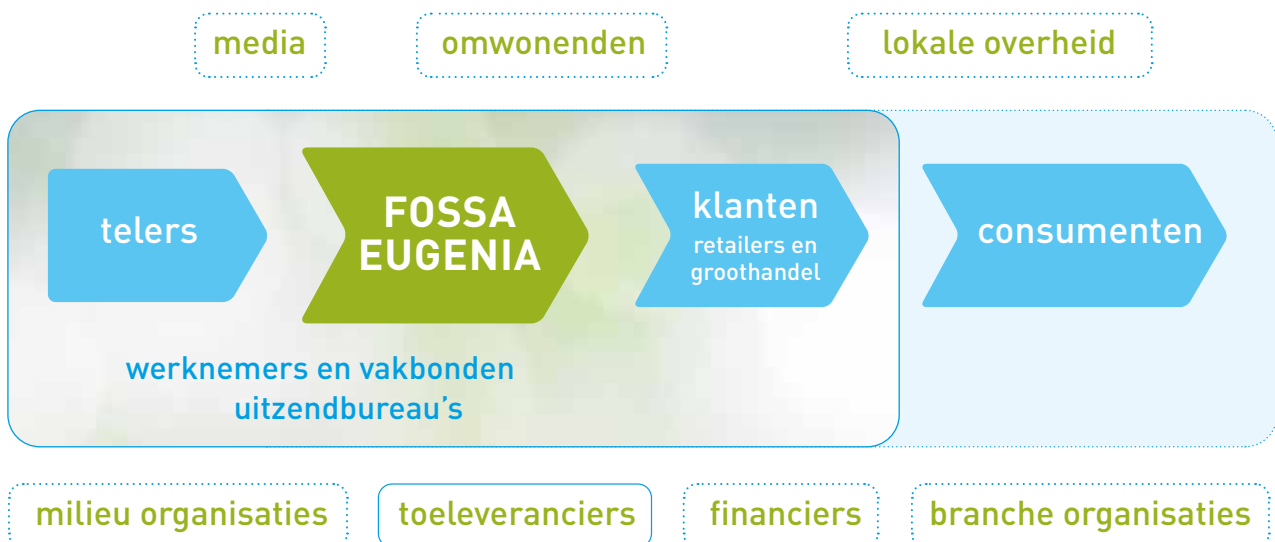 media
omwonenden
lokale overheid
telers
FOSSA
EUGENIA
klanten
retailers en
groothandel
consumenten
werknemers en vakbonden
uitzendbureau's
milieu organisaties
toeleveranciers
financiers
branche organisaties